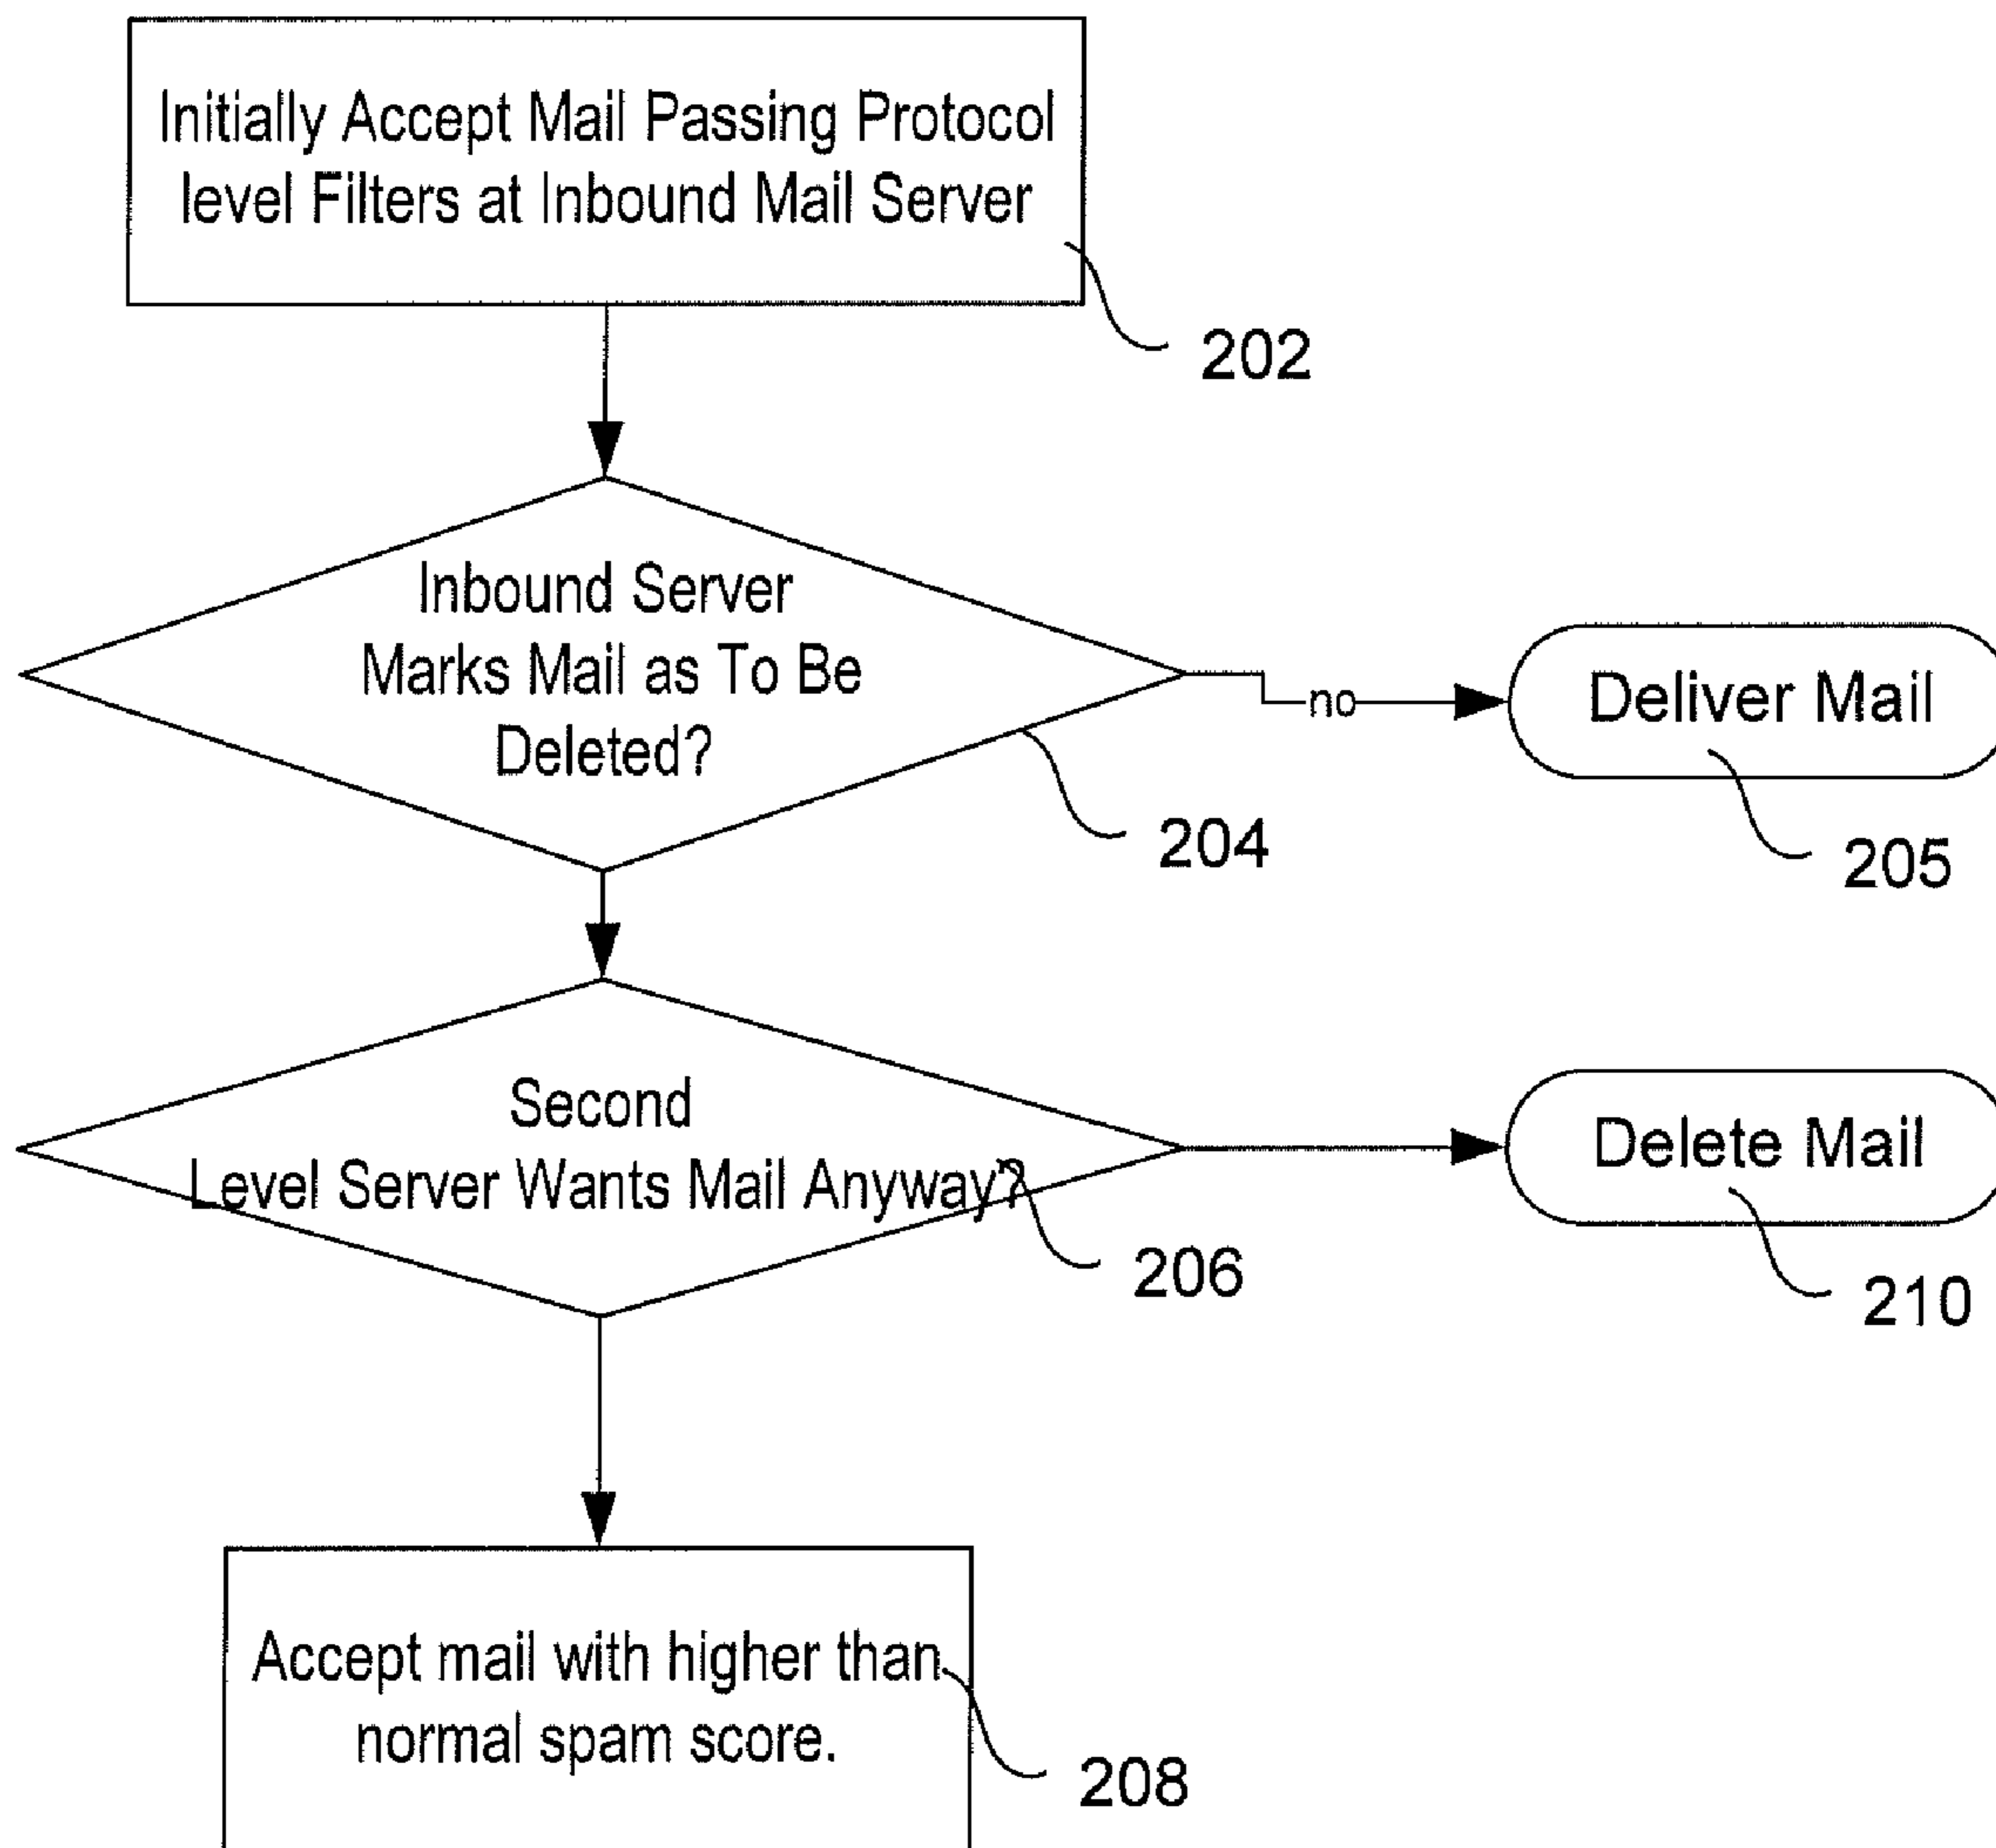 Initially Accept Mail Passing Protocol
level Filters at Inbound Mail Server
202
Inbound Server
Marks Mail as To Be
Deleted?
no
Deliver Mail
204
205
Second
Level Server Wants Mail Anyway?
Delete Mail
206
210
Accept mail with higher than
normal spam score.
208